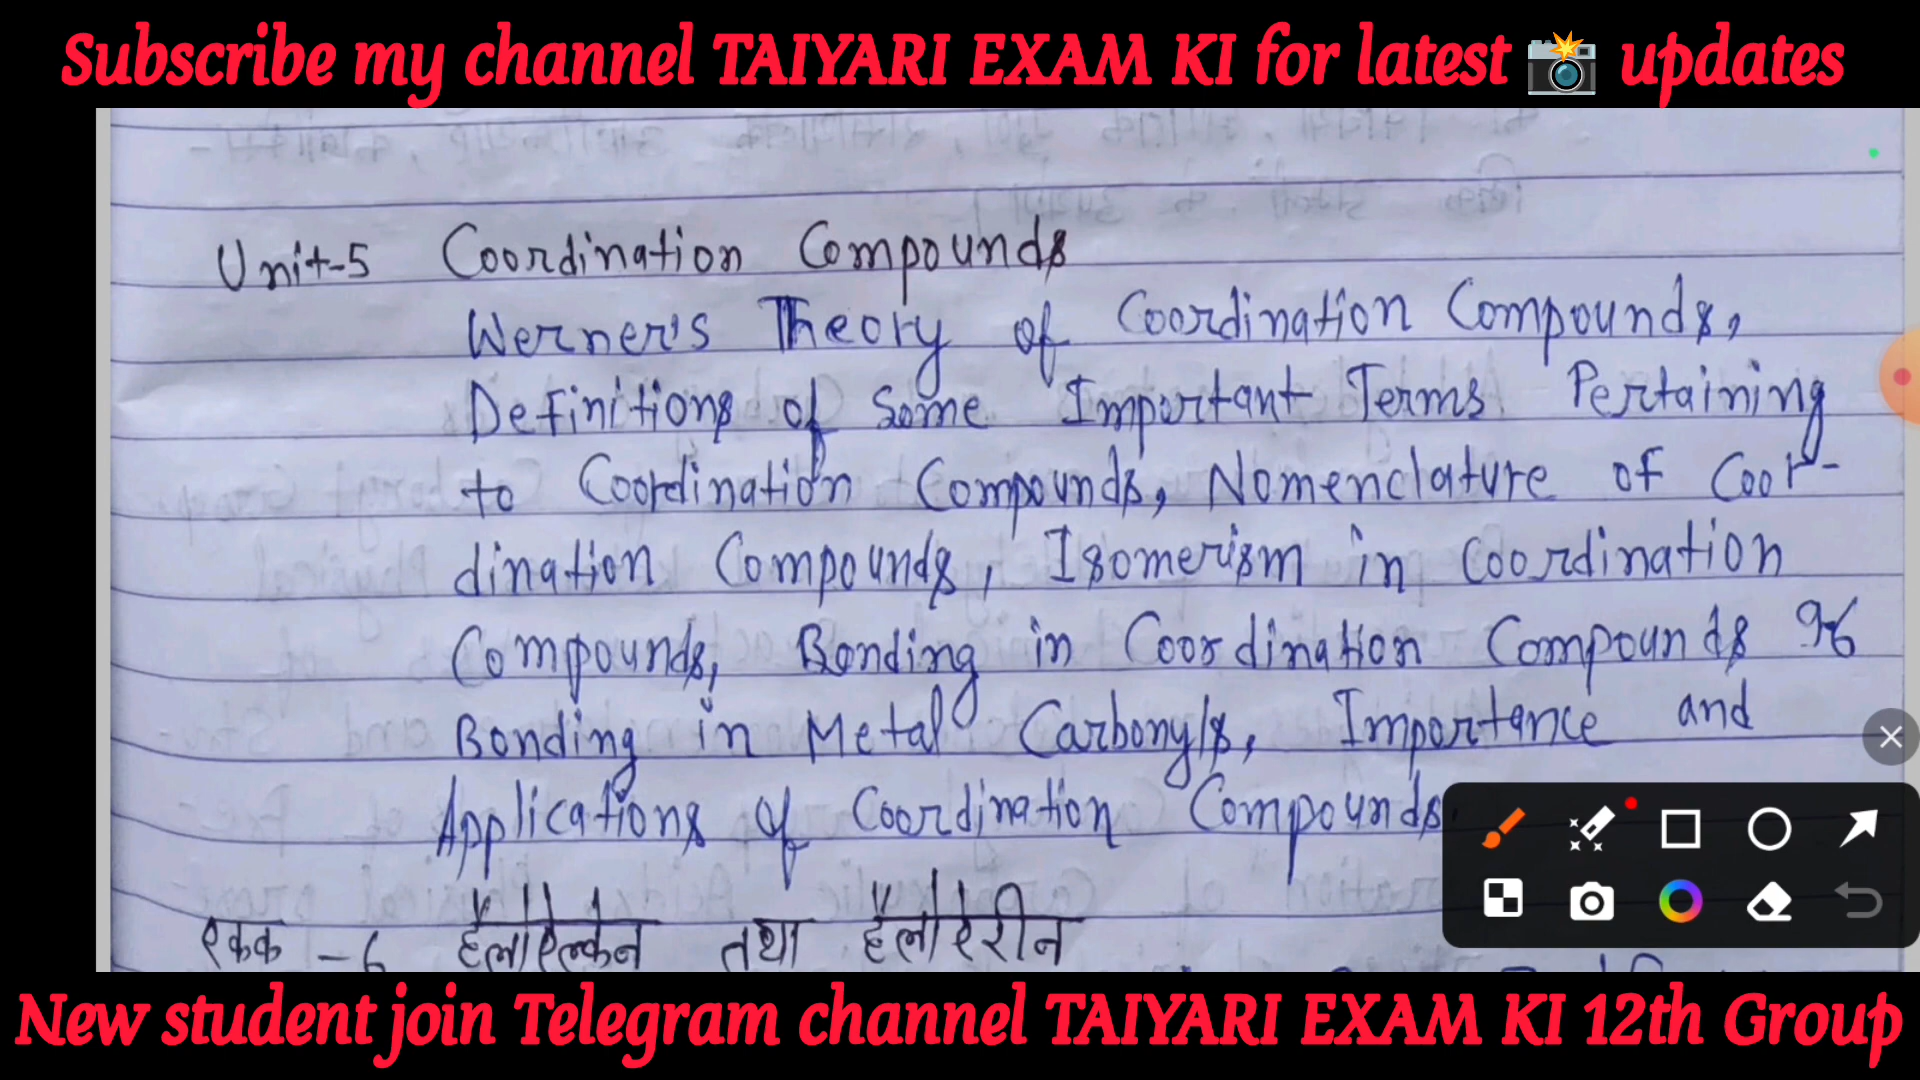 Subscribe my channel TAIYARI EXAM KI for latest 📸 updates
Unit-5 Coordination Compounds
Werner's Theory of Coordination Compounds,
Definitions of Some Important Terms Pertaining
to Coordination Compounds, Nomenclature of Coor-
dination Compounds, Isomerism in Coordination
Compounds, Bonding in Coordination Compounds 96
Bonding in Metal Carbonyls, Importance and
Applications of Coordination Compounds.
एकक - 6 हैलोऐल्केन तथा हैलोऐरीन
New student join Telegram channel TAIYARI EXAM KI 12th Group